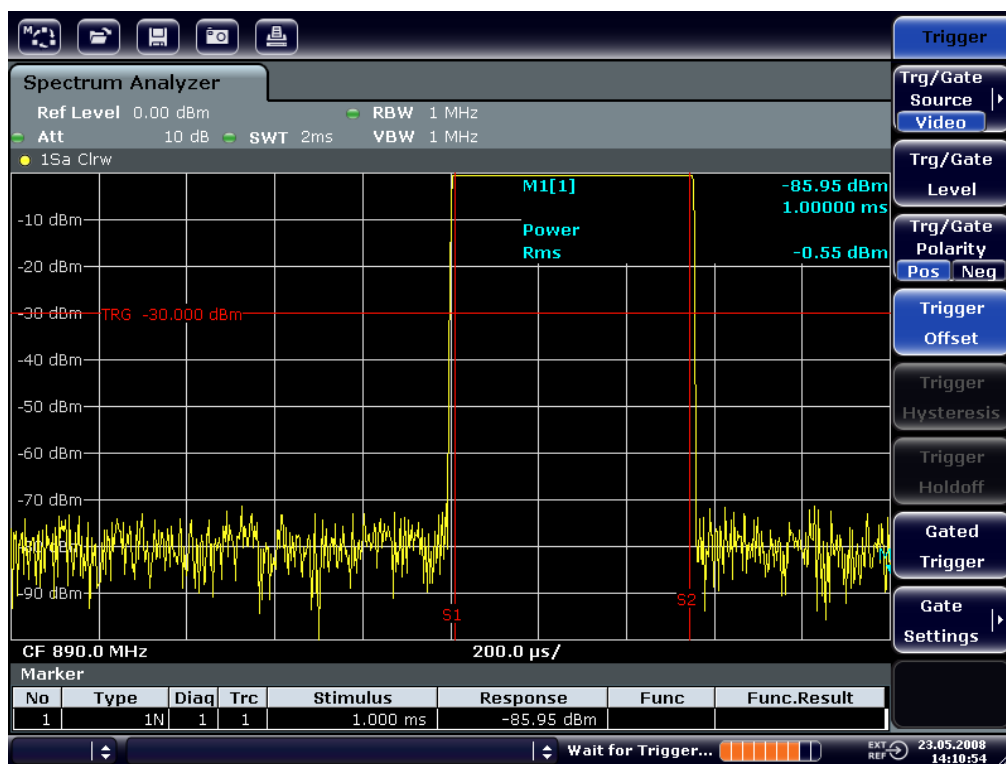 M
Trigger
Spectrum Analyzer
Ref Level 0.00 dBm RBW 1 MHz
Att 10 dB SWT 2ms VBW 1 MHz
1Sa Clrw
M1[1] -85.95 dBm
1.00000 ms
Power
Rms -0.55 dBm
-10 dBm
-20 dBm
-30 dBm TRG -30.000 dBm
-40 dBm
-50 dBm
-60 dBm
-70 dBm
-80 dBm
-90 dBm
S1
S2
CF 890.0 MHz 200.0 µs/
Marker
No Type Diag Trc Stimulus Response Func Func.Result
1 1N 1 1 1.000 ms -85.95 dBm
Wait for Trigger... EXT REF 23.05.2008
14:10:54
Trg/Gate
Source
Video
Trg/Gate
Level
Trg/Gate
Polarity
Pos Neg
Trigger
Offset
Trigger
Hysteresis
Trigger
Holdoff
Gated
Trigger
Gate
Settings